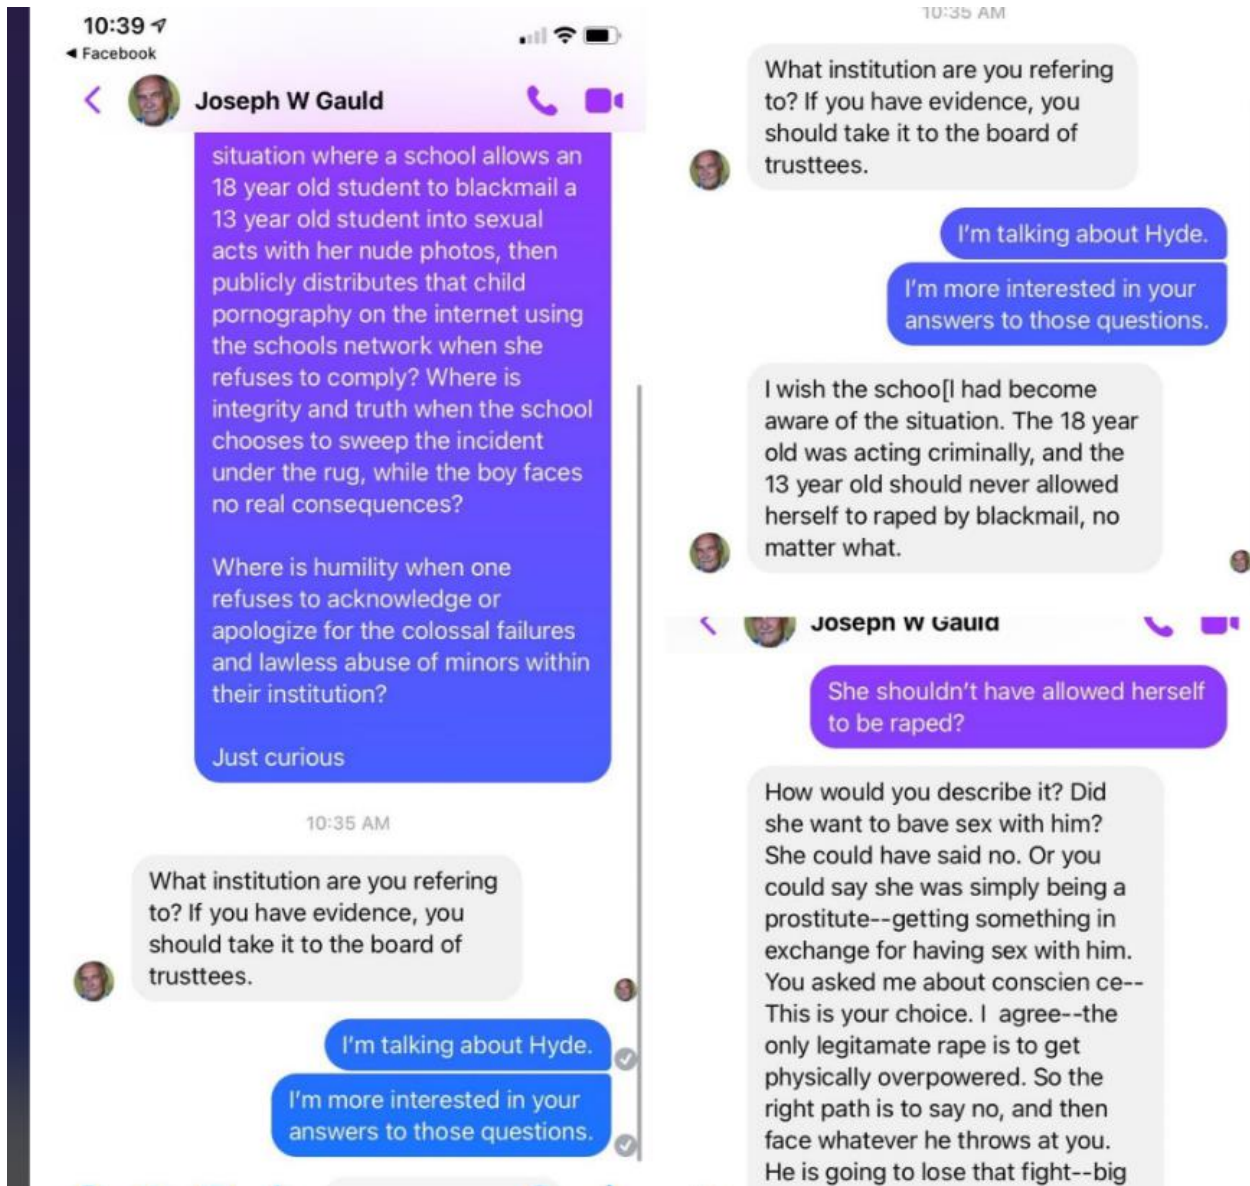 10:39
◀ Facebook
Joseph W Gauld
situation where a school allows an
18 year old student to blackmail a
13 year old student into sexual
acts with her nude photos, then
publicly distributes that child
pornography on the internet using
the schools network when she
refuses to comply? Where is
integrity and truth when the school
chooses to sweep the incident
under the rug, while the boy faces
no real consequences?
Where is humility when one
refuses to acknowledge or
apologize for the colossal failures
and lawless abuse of minors within
their institution?
Just curious
10:35 AM
What institution are you refering
to? If you have evidence, you
should take it to the board of
trusttees.
I'm talking about Hyde.
I'm more interested in your
answers to those questions.
10:35 AM
What institution are you refering
to? If you have evidence, you
should take it to the board of
trusttees.
I'm talking about Hyde.
I'm more interested in your
answers to those questions.
I wish the schoo[l had become
aware of the situation. The 18 year
old was acting criminally, and the
13 year old should never allowed
herself to raped by blackmail, no
matter what.
Joseph W Gauld
She shouldn't have allowed herself
to be raped?
How would you describe it? Did
she want to bave sex with him?
She could have said no. Or you
could say she was simply being a
prostitute--getting something in
exchange for having sex with him.
You asked me about conscien ce--
This is your choice. I  agree--the
only legitamate rape is to get
physically overpowered. So the
right path is to say no, and then
face whatever he throws at you.
He is going to lose that fight--big